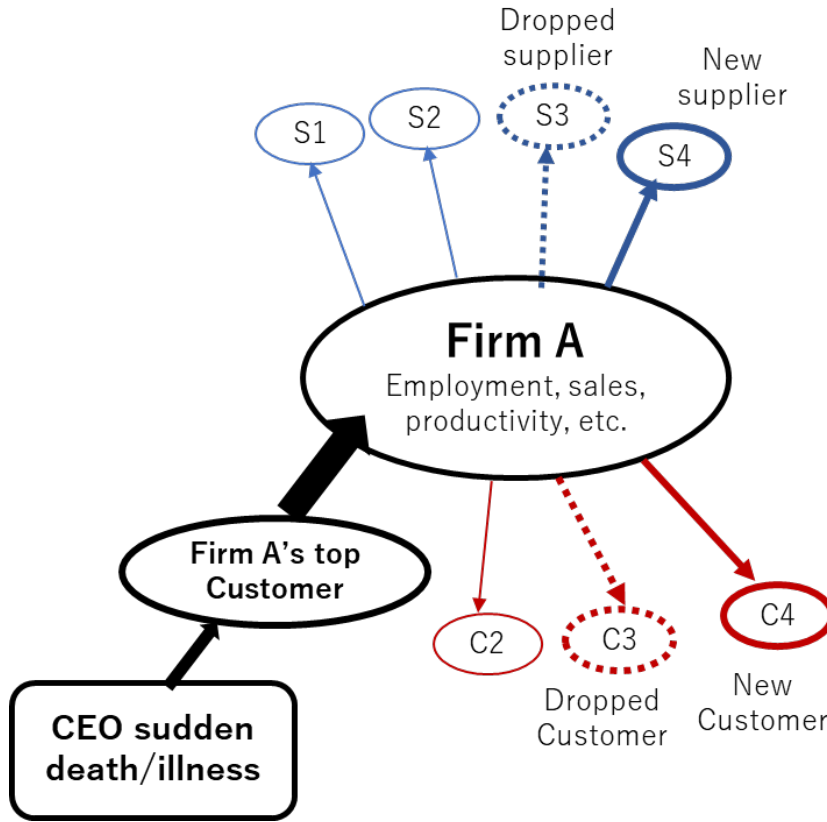 Dropped
supplier
New
supplier
S1
S2
S3
S4
Firm A
Employment, sales,
productivity, etc.
Firm A’s top
Customer
C2
C3
C4
Dropped
Customer
New
Customer
CEO sudden
death/illness